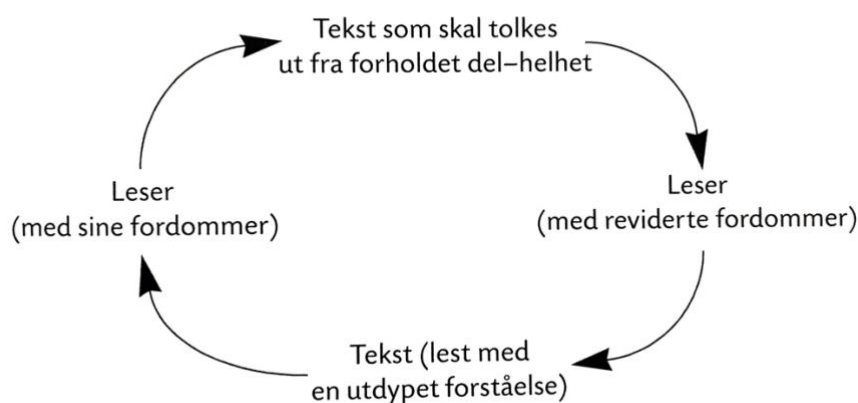 Tekst som skal tolkes
ut fra forholdet del–helhet
Leser
(med sine fordommer)
Leser
(med reviderte fordommer)
Tekst (lest med
en utdypet forståelse)